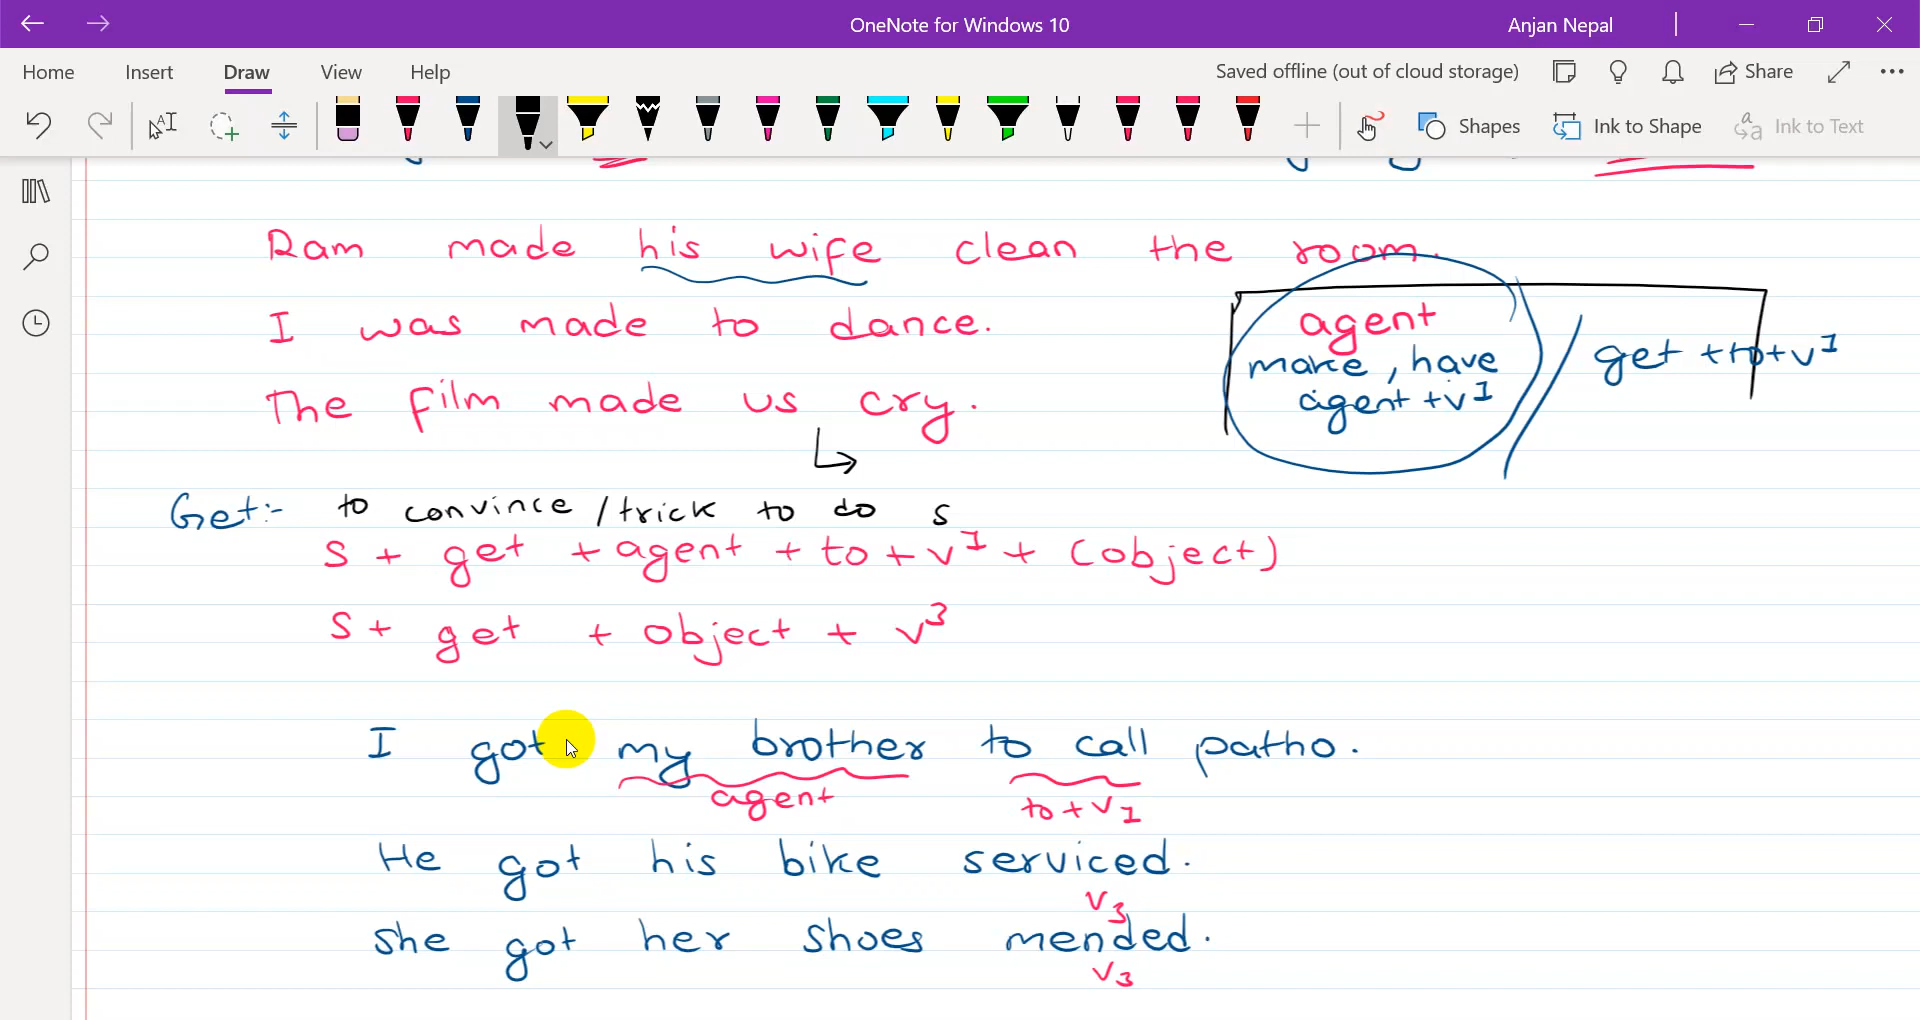 OneNote for Windows 10
Anjan Nepal
Home Insert Draw View Help
Saved offline (out of cloud storage) Share
Shapes Ink to Shape Ink to Text
Ram made his wife clean the room.
I was made to dance.
agent
make, have
agent + v1
get + to + v1
The film made us cry.
Get:- to convince / trick to do s
S + get + agent + to + v1 + (object)
S + get + object + v3
I got my brother to call patho.
agent to + v1
He got his bike serviced.
v3
She got her shoes mended.
v3